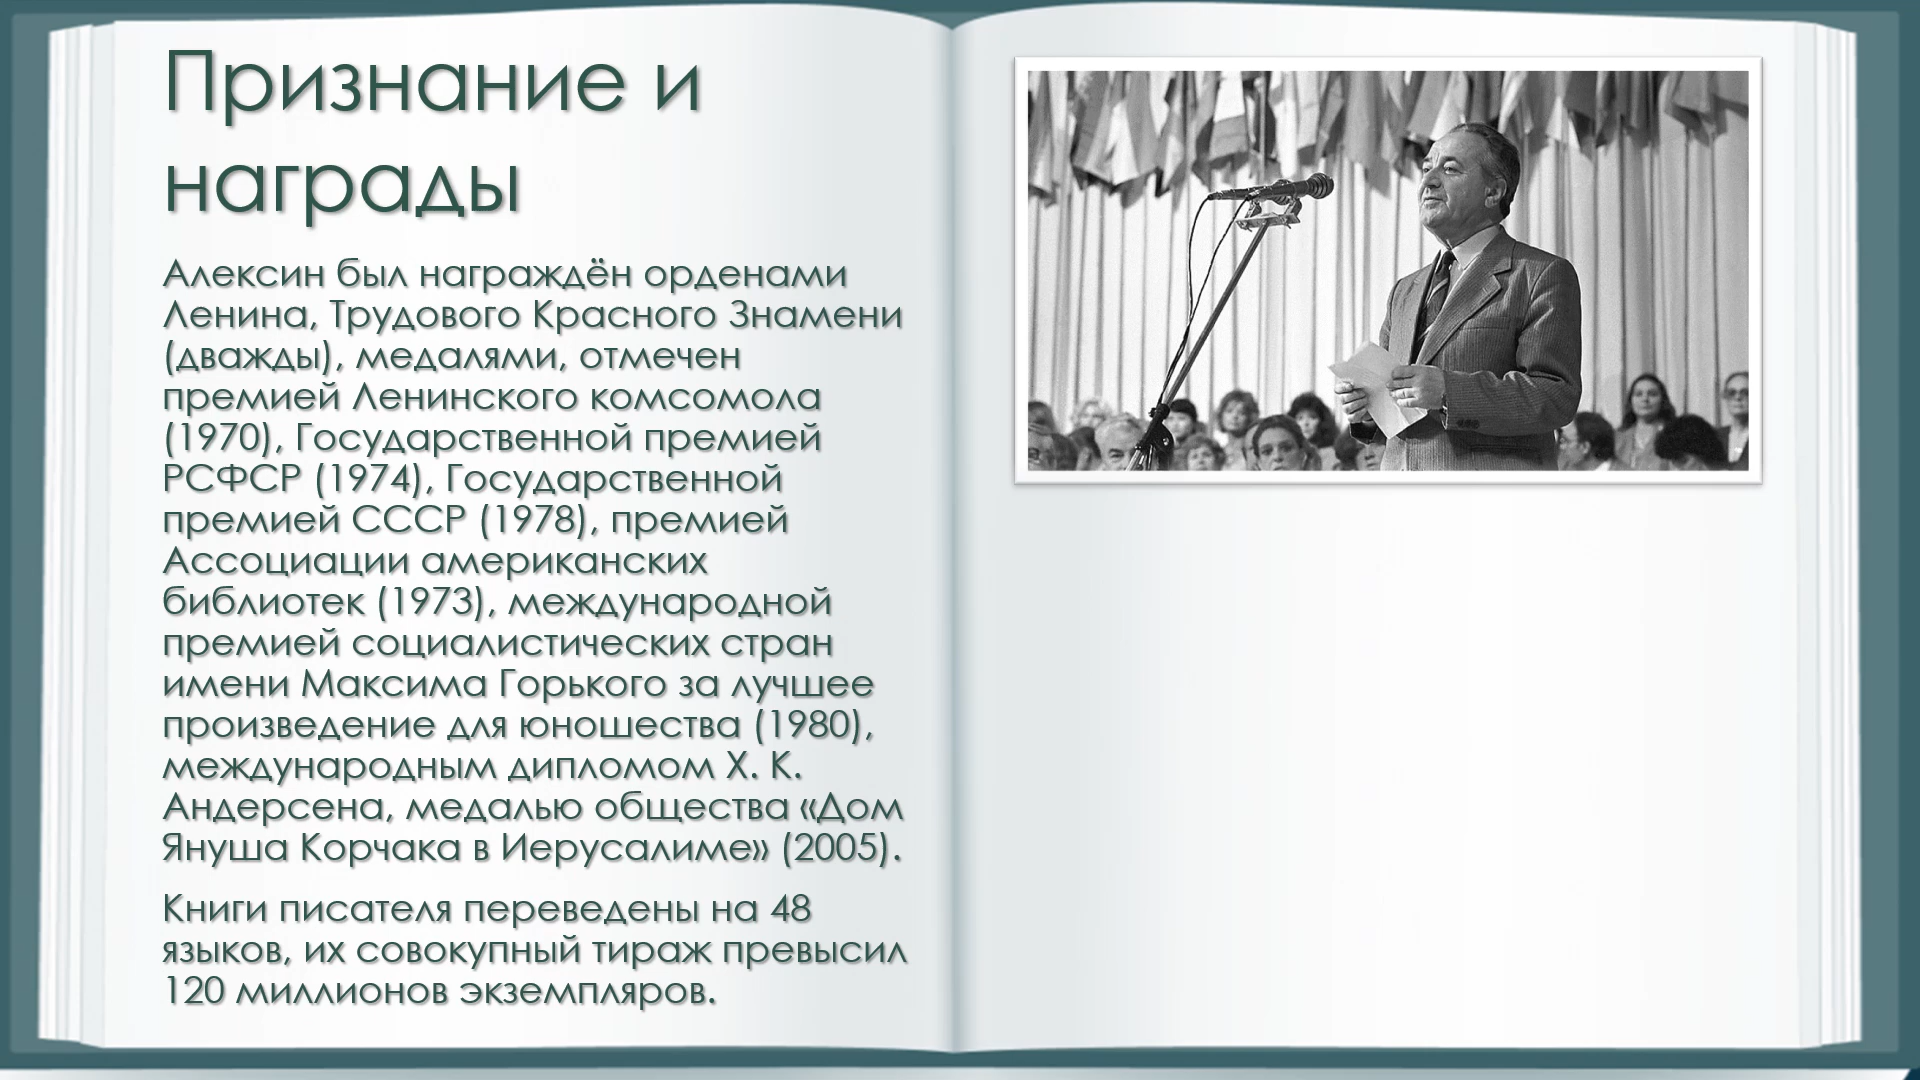 Признание и
награды
Алексин был награждён орденами
Ленина, Трудового Красного Знамени
(дважды), медалями, отмечен
премией Ленинского комсомола
(1970), Государственной премией
РСФСР (1974), Государственной
премией СССР (1978), премией
Ассоциации американских
библиотек (1973), международной
премией социалистических стран
имени Максима Горького за лучшее
произведение для юношества (1980),
международным дипломом Х. К.
Андерсена, медалью общества «Дом
Януша Корчака в Иерусалиме» (2005).
Книги писателя переведены на 48
языков, их совокупный тираж превысил
120 миллионов экземпляров.